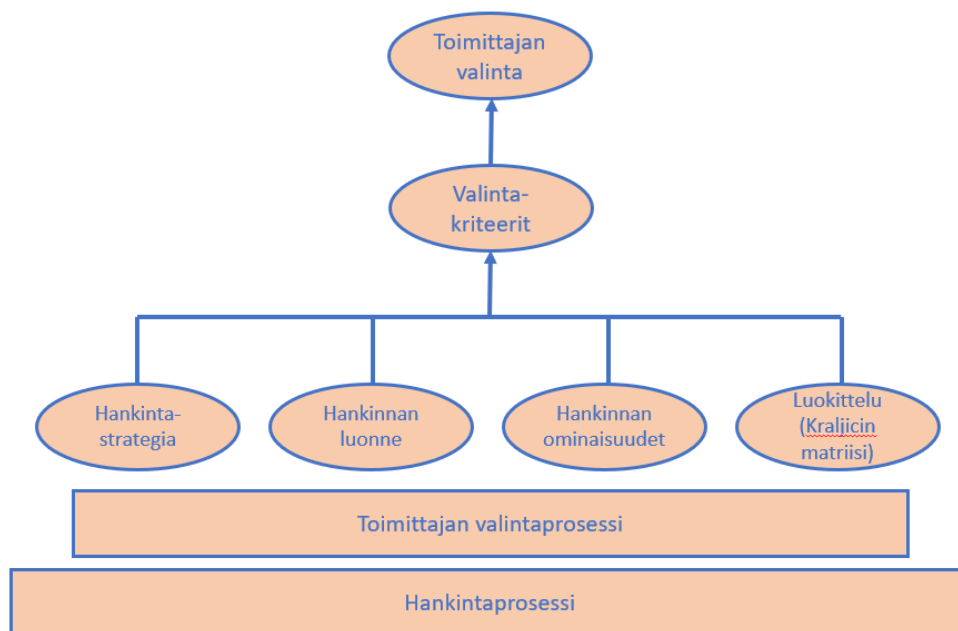 Toimittajan
valinta
Valinta-
kriteerit
Hankinta-
strategia
Hankinnan
luonne
Hankinnan
ominaisuudet
Luokittelu
(Kraljicin
matriisi)
Toimittajan valintaprosessi
Hankintaprosessi